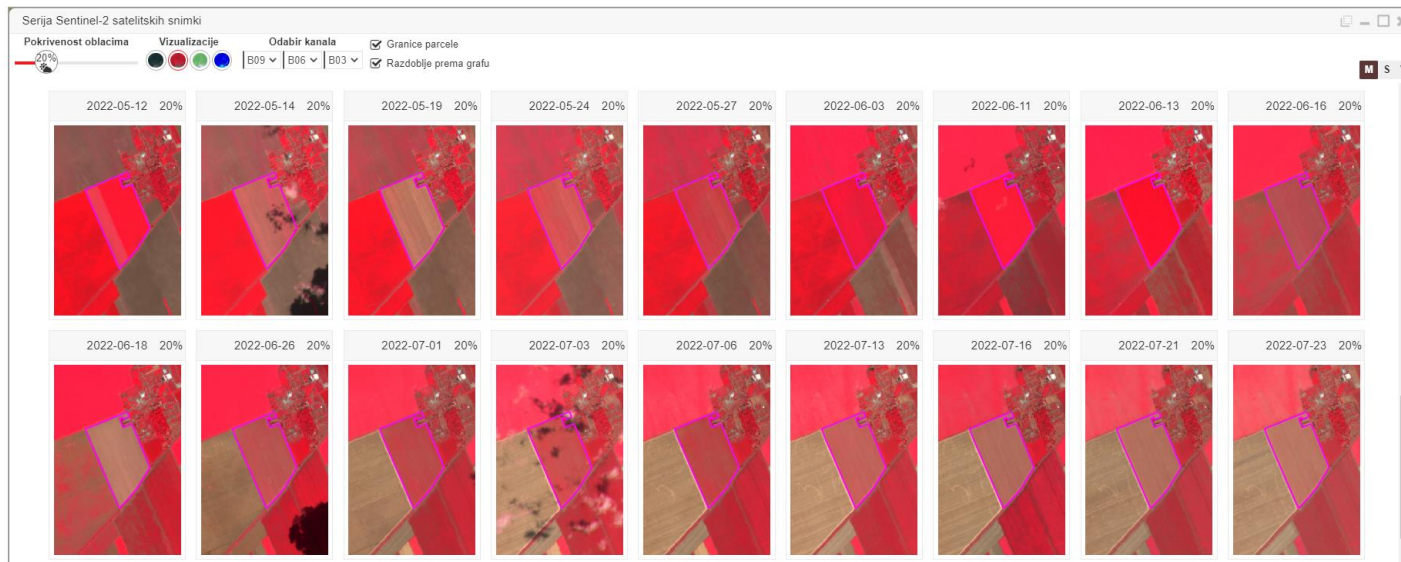 Serija Sentinel-2 satelitskih snimki
Pokrivenost oblacima Vizualizacije Odabir kanala Granice parcele
20% B09 B06 B03 Razdoblje prema grafu
M S
2022-05-12 20% 2022-05-14 20% 2022-05-19 20% 2022-05-24 20% 2022-05-27 20% 2022-06-03 20% 2022-06-11 20% 2022-06-13 20% 2022-06-16 20%
2022-06-18 20% 2022-06-26 20% 2022-07-01 20% 2022-07-03 20% 2022-07-06 20% 2022-07-13 20% 2022-07-16 20% 2022-07-21 20% 2022-07-23 20%